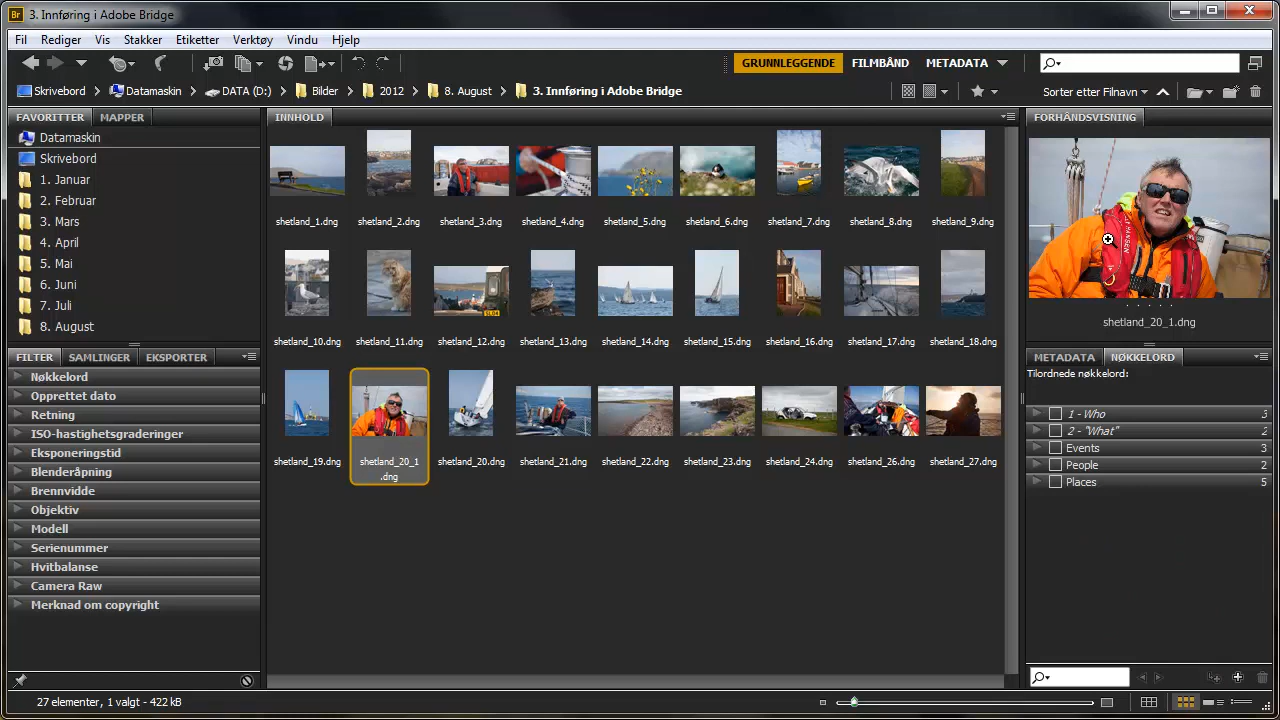 Br 3. Innføring i Adobe Bridge
Fil Rediger Vis Stakker Etiketter Verktøy Vindu Hjelp
GRUNNLEGGENDE FILMBÅND METADATA
Skrivebord Datamaskin DATA (D:) Bilder 2012 8. August 3. Innføring i Adobe Bridge
Sorter etter Filnavn
FAVORITTER MAPPER
Datamaskin
Skrivebord
1. Januar
2. Februar
3. Mars
4. April
5. Mai
6. Juni
7. Juli
8. August
FILTER SAMLINGER EKSPORTER
Nøkkelord
Opprettet dato
Retning
ISO-hastighetsgraderinger
Eksponeringstid
Blenderåpning
Brennvidde
Objektiv
Modell
Serienummer
Hvitbalanse
Camera Raw
Merknad om copyright
INNHOLD
shetland_1.dng shetland_2.dng shetland_3.dng shetland_4.dng shetland_5.dng shetland_6.dng shetland_7.dng shetland_8.dng shetland_9.dng
shetland_10.dng shetland_11.dng shetland_12.dng shetland_13.dng shetland_14.dng shetland_15.dng shetland_16.dng shetland_17.dng shetland_18.dng
shetland_19.dng shetland_20_1 shetland_20.dng shetland_21.dng shetland_22.dng shetland_23.dng shetland_24.dng shetland_26.dng shetland_27.dng
.dng
FORHÅNDSVISNING
shetland_20_1.dng
METADATA NØKKELORD
Tilordnede nøkkelord:
1 - Who 3
2 - "What" 2
Events 3
People 2
Places 5
27 elementer, 1 valgt - 422 kB